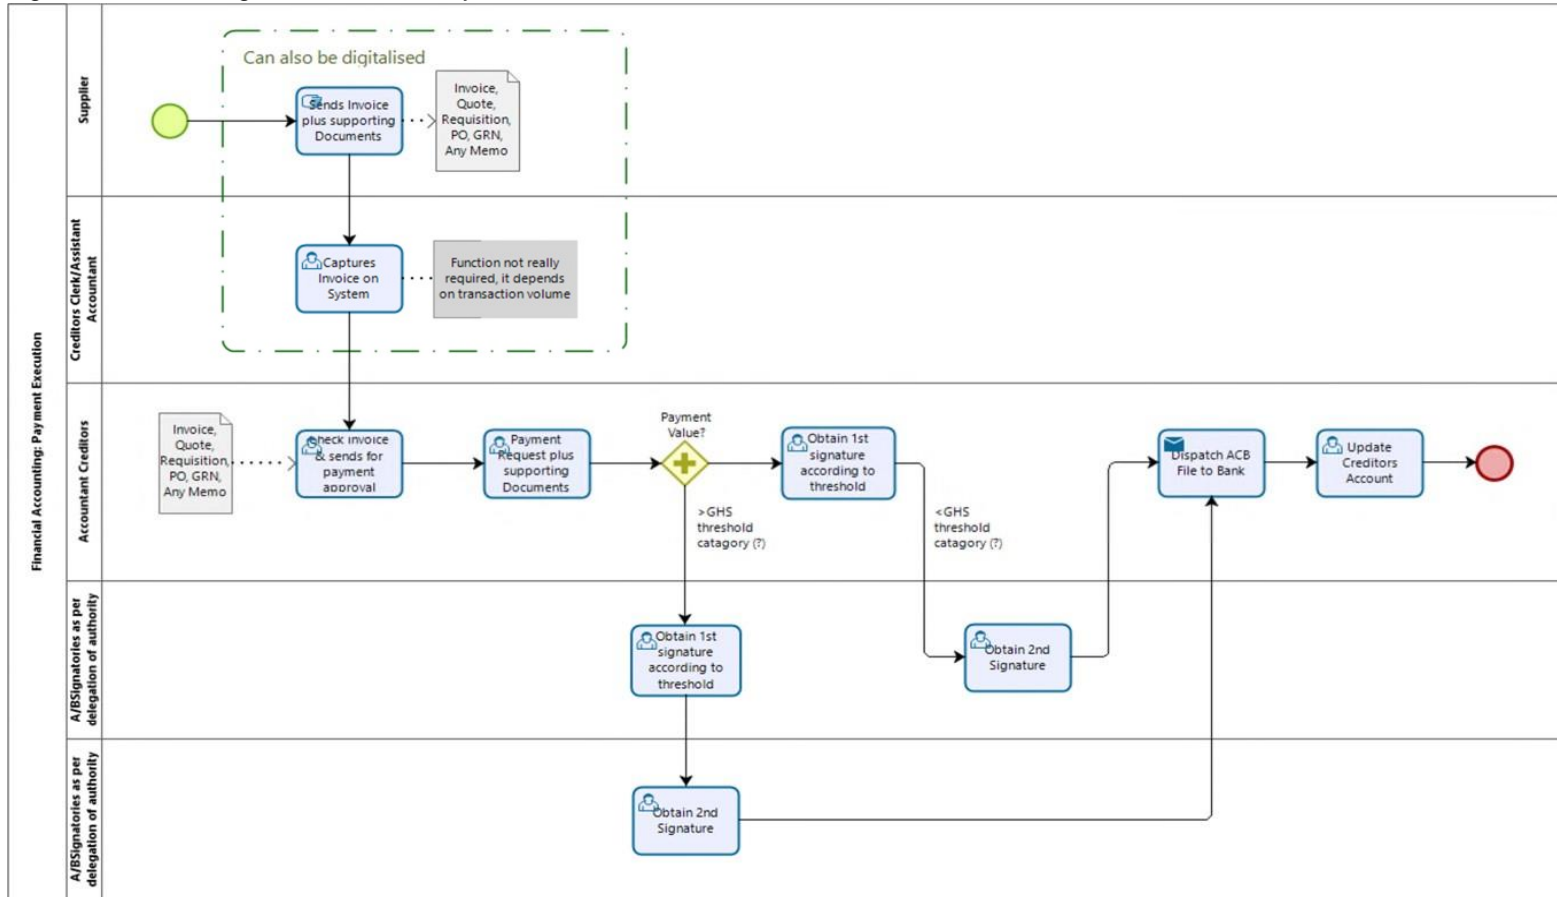 Financial Accounting: Payment Execution
Supplier
Can also be digitalised
Sends Invoice
plus supporting
Documents
Invoice,
Quote,
Requisition,
PO, GRN,
Any Memo
Creditors Clerk/Assistant
Accountant
Captures
Invoice on
System
Function not really
required, it depends
on transaction volume
Accountant Creditors
Invoice,
Quote,
Requisition,
PO, GRN,
Any Memo
Check Invoice
& sends for
payment
approval
Payment
Request plus
supporting
Documents
Payment
Value?
>GHS
threshold
catagory (?)
Obtain 1st
signature
according to
threshold
<GHS
threshold
catagory (?)
Dispatch ACB
File to Bank
Update
Creditors
Account
A/BSignatories as per
delegation of authority
Obtain 1st
signature
according to
threshold
Obtain 2nd
Signature
A/BSignatories as per
delegation of authority
Obtain 2nd
Signature